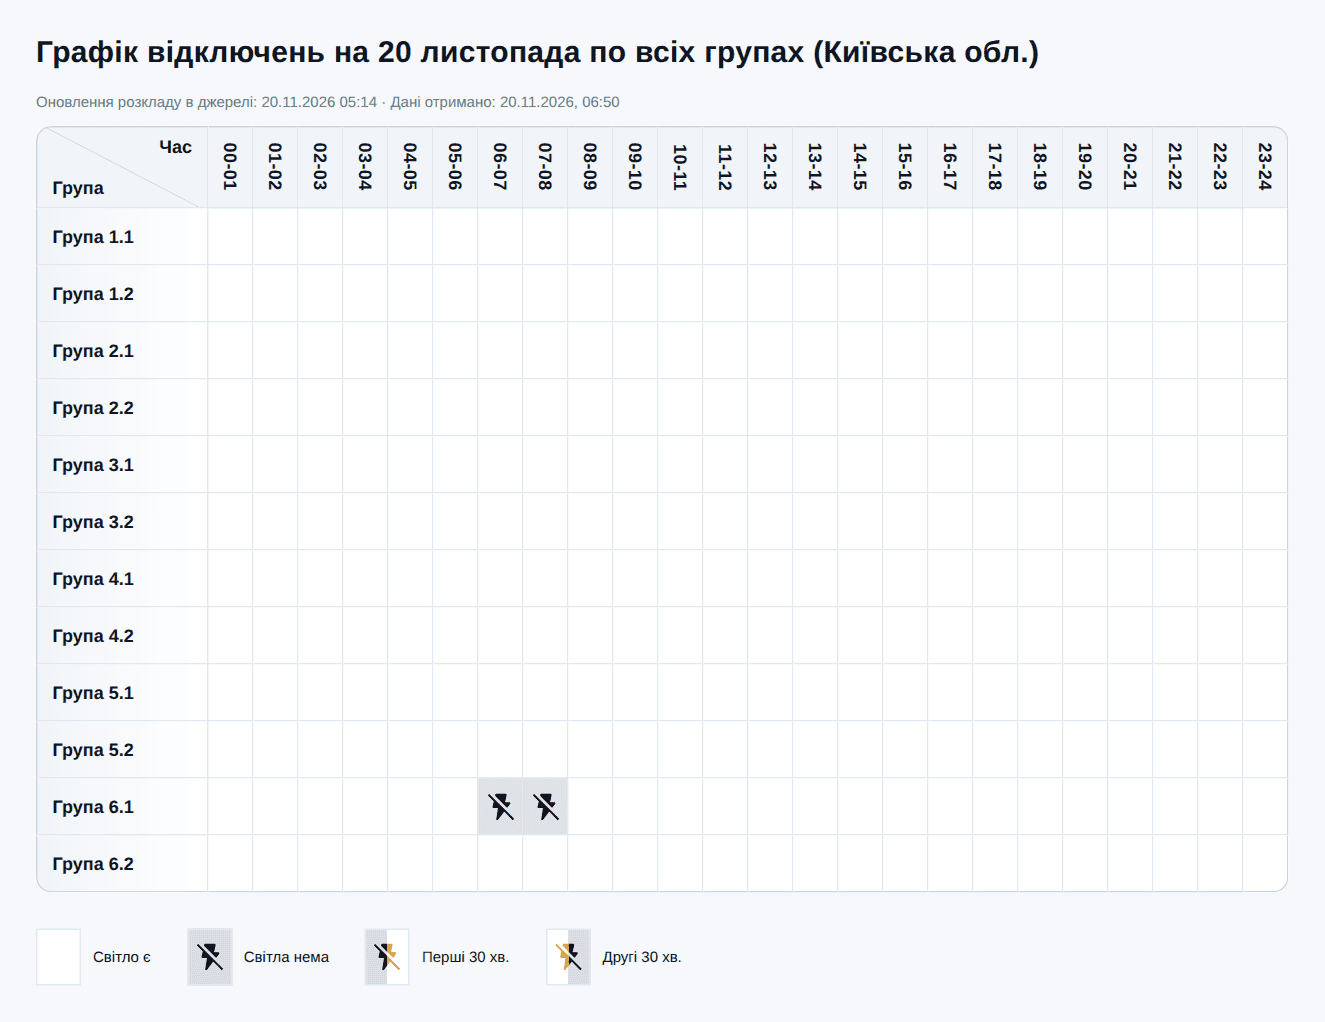 Графік відключень на 20 листопада по всіх групах (Київська обл.)
Оновлення розкладу в джерелі: 20.11.2026 05:14 · Дані отримано: 20.11.2026, 06:50
Час
Група
00-01 01-02 02-03 03-04 04-05 05-06 06-07 07-08 08-09 09-10 10-11 11-12 12-13 13-14 14-15 15-16 16-17 17-18 18-19 19-20 20-21 21-22 22-23 23-24
Група 1.1
Група 1.2
Група 2.1
Група 2.2
Група 3.1
Група 3.2
Група 4.1
Група 4.2
Група 5.1
Група 5.2
Група 6.1
Група 6.2
Світло є Світла нема Перші 30 хв. Другі 30 хв.